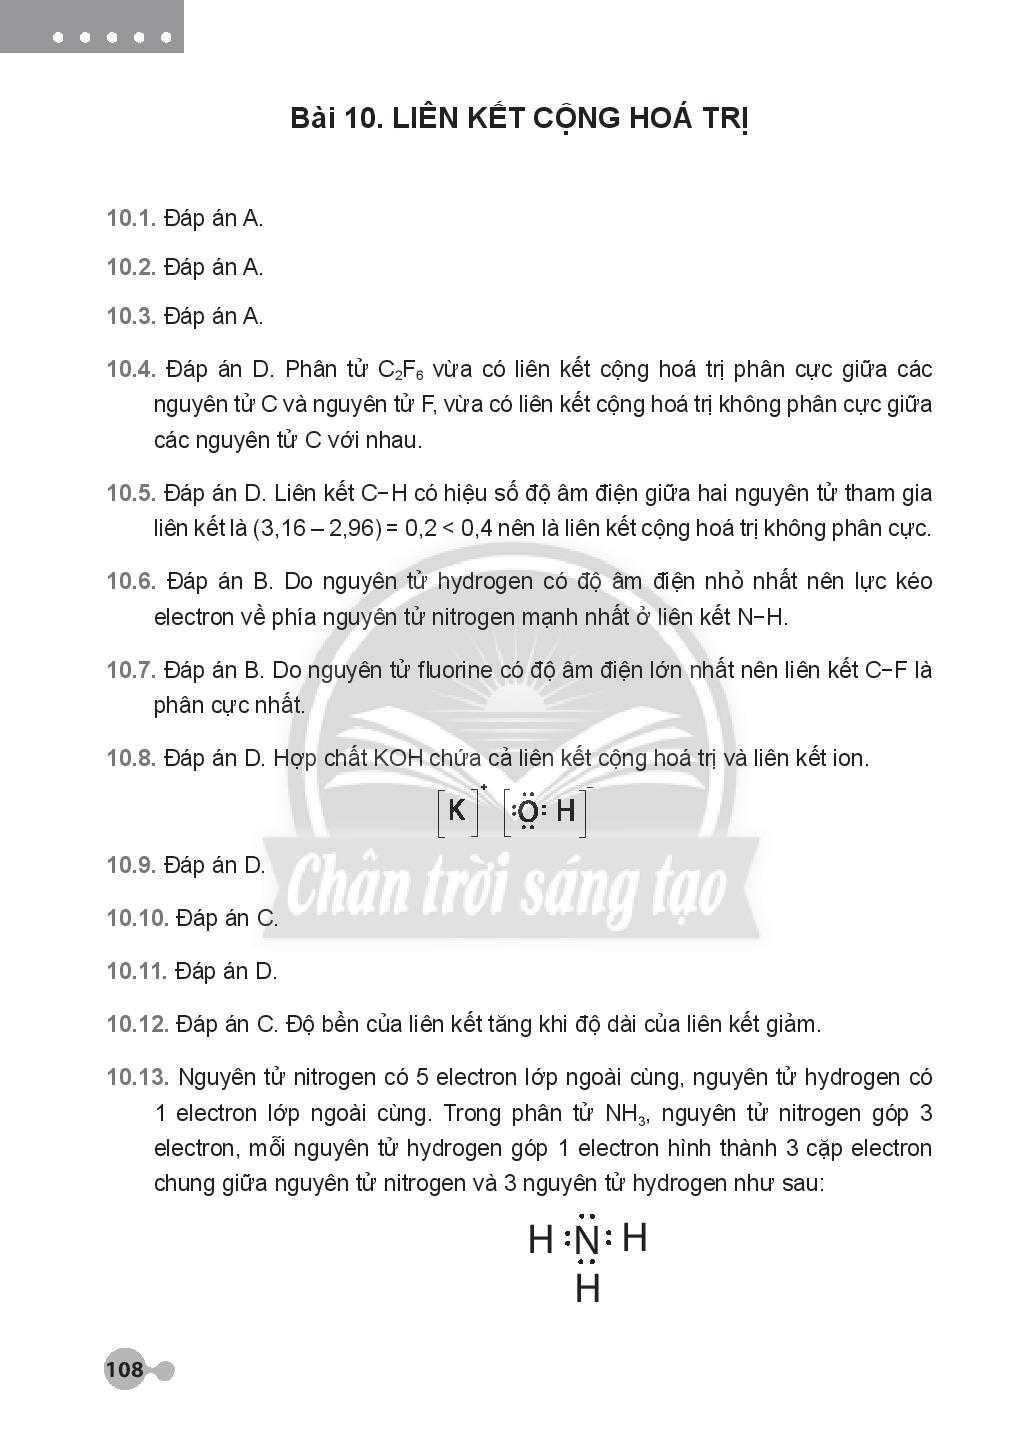 Bài 10. LIÊN KẾT CỘNG HOÁ TRỊ
10.1. Đáp án A.
10.2. Đáp án A.
10.3. Đáp án A.
10.4. Đáp án D. Phân tử C₂F₆ vừa có liên kết cộng hoá trị phân cực giữa các
nguyên tử C và nguyên tử F, vừa có liên kết cộng hoá trị không phân cực giữa
các nguyên tử C với nhau.
10.5. Đáp án D. Liên kết C−H có hiệu số độ âm điện giữa hai nguyên tử tham gia
liên kết là (3,16 – 2,96) = 0,2 < 0,4 nên là liên kết cộng hoá trị không phân cực.
10.6. Đáp án B. Do nguyên tử hydrogen có độ âm điện nhỏ nhất nên lực kéo
electron về phía nguyên tử nitrogen mạnh nhất ở liên kết N−H.
10.7. Đáp án B. Do nguyên tử fluorine có độ âm điện lớn nhất nên liên kết C−F là
phân cực nhất.
10.8. Đáp án D. Hợp chất KOH chứa cả liên kết cộng hoá trị và liên kết ion.
[K]⁺ [:O: H]⁻
Chân trời sáng tạo
10.9. Đáp án D.
10.10. Đáp án C.
10.11. Đáp án D.
10.12. Đáp án C. Độ bền của liên kết tăng khi độ dài của liên kết giảm.
10.13. Nguyên tử nitrogen có 5 electron lớp ngoài cùng, nguyên tử hydrogen có
1 electron lớp ngoài cùng. Trong phân tử NH₃, nguyên tử nitrogen góp 3
electron, mỗi nguyên tử hydrogen góp 1 electron hình thành 3 cặp electron
chung giữa nguyên tử nitrogen và 3 nguyên tử hydrogen như sau:
H :N: H
H
108